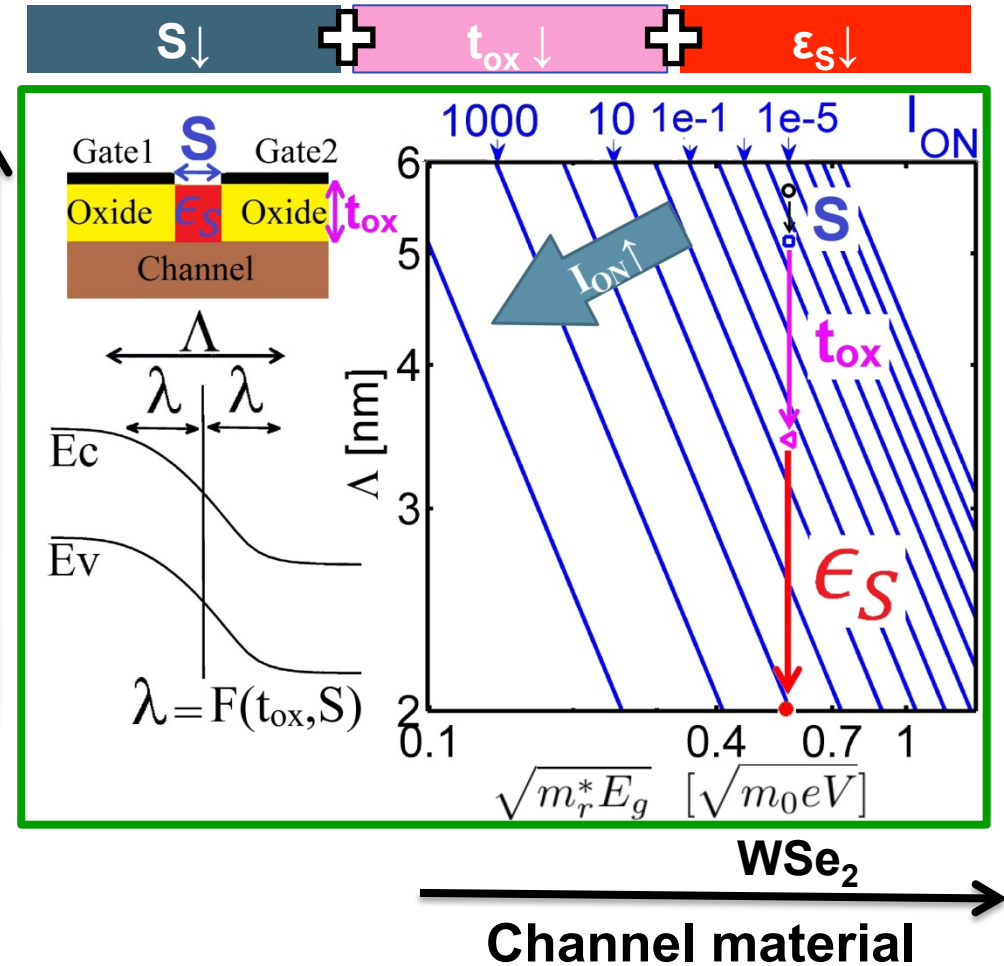 S↓ + t_ox ↓ + ε_S↓
S
Gate1 Gate2
Oxide ϵ_S Oxide t_ox
Channel
Λ
λ λ
Ec
Ev
λ = F(t_ox, S)
1000 10 1e-1 1e-5 I_ON
6
5
4
3
2
Λ [nm]
I_ON↑
S
t_ox
ϵ_S
0.1 0.4 0.7 1
√(m_r^* E_g) [√(m_0 eV)]
WSe_2
Channel material